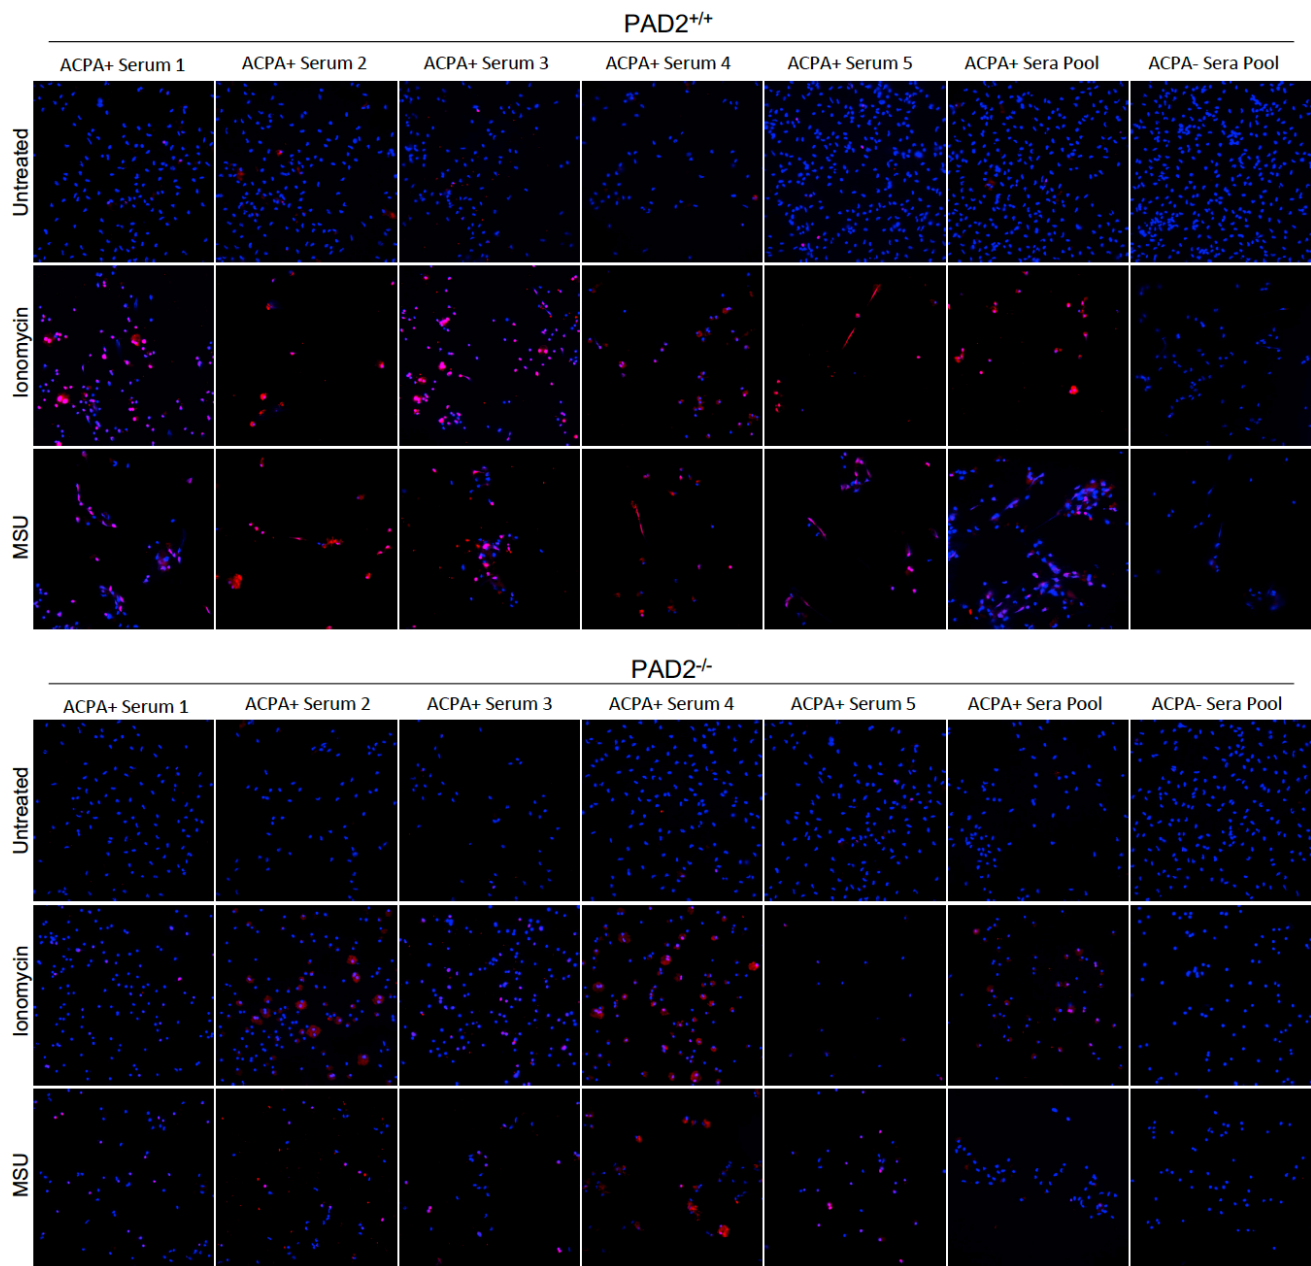 PAD2+/+
ACPA+ Serum 1 ACPA+ Serum 2 ACPA+ Serum 3 ACPA+ Serum 4 ACPA+ Serum 5 ACPA+ Sera Pool ACPA- Sera Pool
Untreated
Ionomycin
MSU
PAD2-/-
ACPA+ Serum 1 ACPA+ Serum 2 ACPA+ Serum 3 ACPA+ Serum 4 ACPA+ Serum 5 ACPA+ Sera Pool ACPA- Sera Pool
Untreated
Ionomycin
MSU